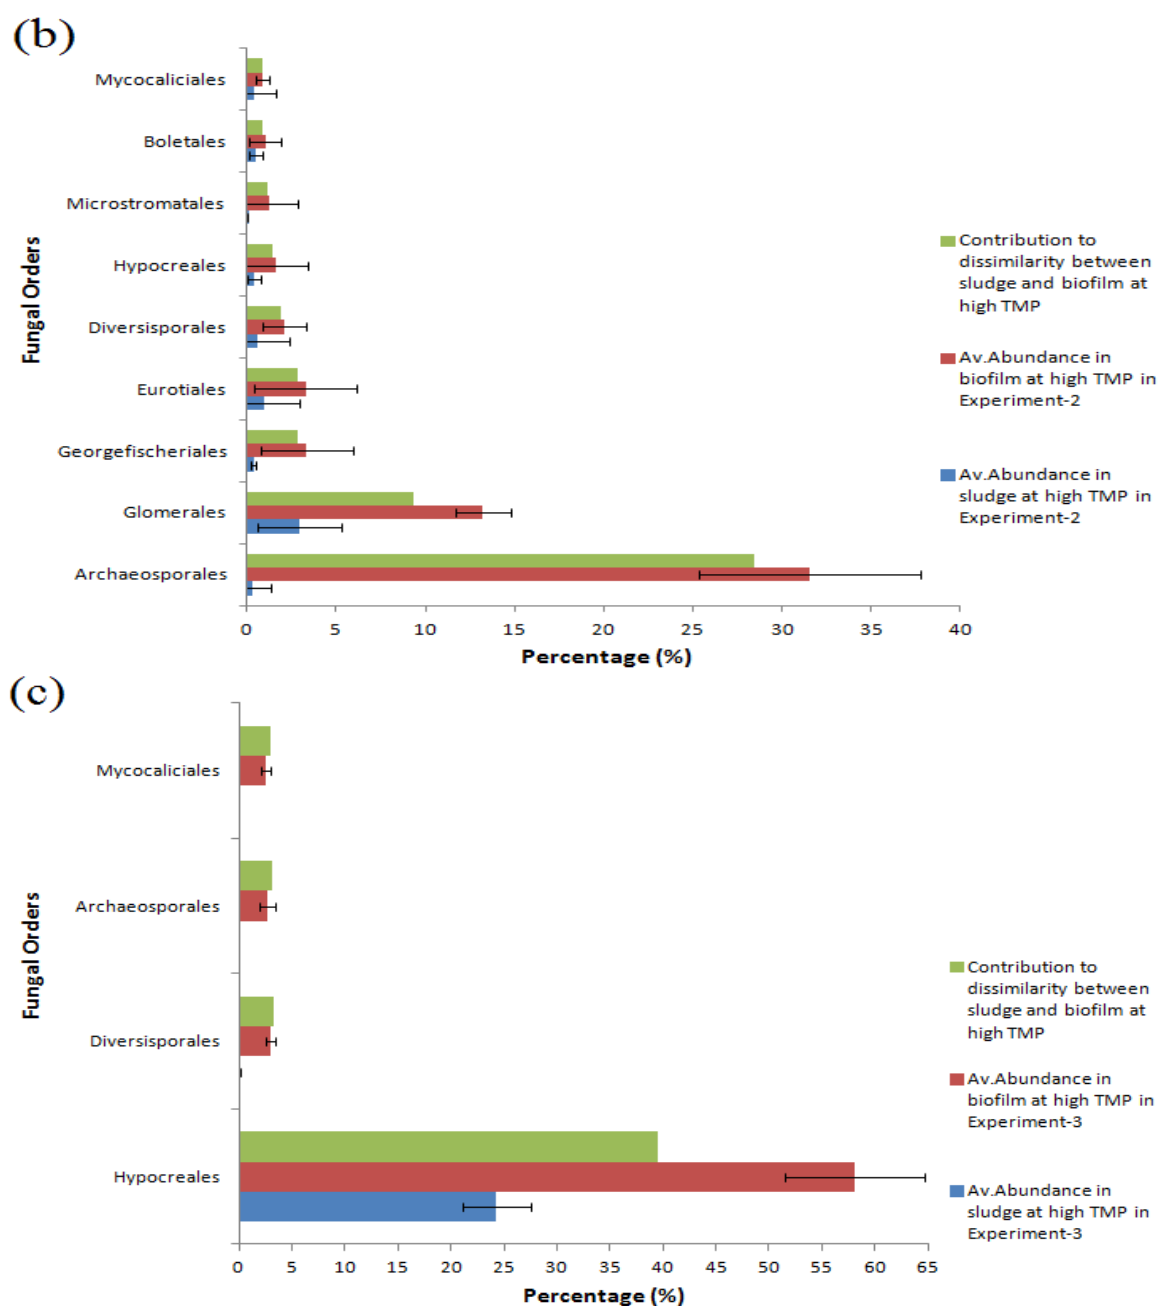 (b)
Mycocaliciales
Boletales
Microstromatales
Hypocreales
Diversisporales
Eurotiales
Georgefischeriales
Glomerales
Archaeosporales
Fungal Orders
0 5 10 15 20 25 30 35 40
Percentage (%)
Contribution to
dissimilarity between
sludge and biofilm at
high TMP
Av.Abundance in
biofilm at high TMP in
Experiment-2
Av.Abundance in
sludge at high TMP in
Experiment-2
(c)
Mycocaliciales
Archaeosporales
Diversisporales
Hypocreales
Fungal Orders
0 5 10 15 20 25 30 35 40 45 50 55 60 65
Percentage (%)
Contribution to
dissimilarity between
sludge and biofilm at
high TMP
Av.Abundance in
biofilm at high TMP in
Experiment-3
Av.Abundance in
sludge at high TMP in
Experiment-3